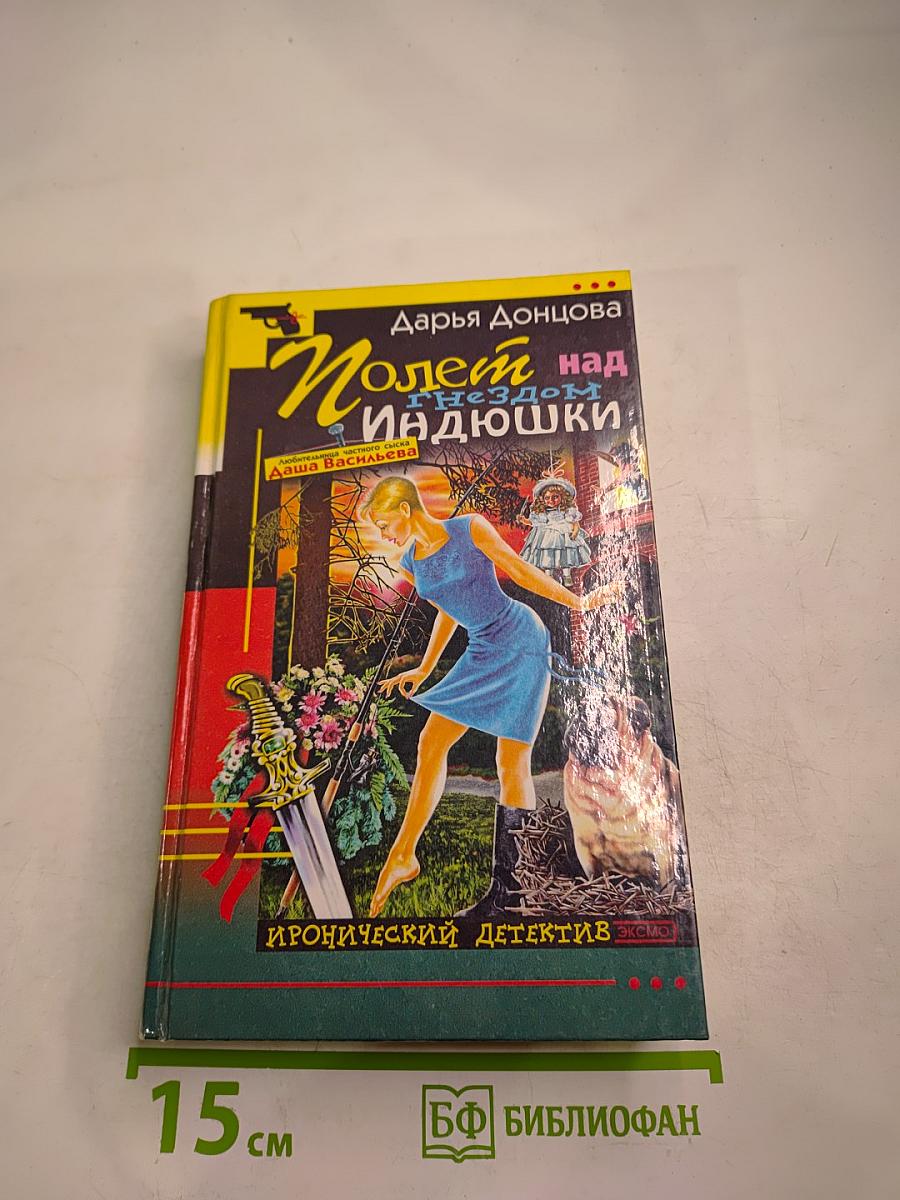 Дарья Донцова
Полет над
гнездом
Индюшки
Любительница частного сыска
Даша Васильева
ИРОНИЧЕСКИЙ ДЕТЕКТИВ ЭКСМО
15 см
БФ БИБЛИОФАН